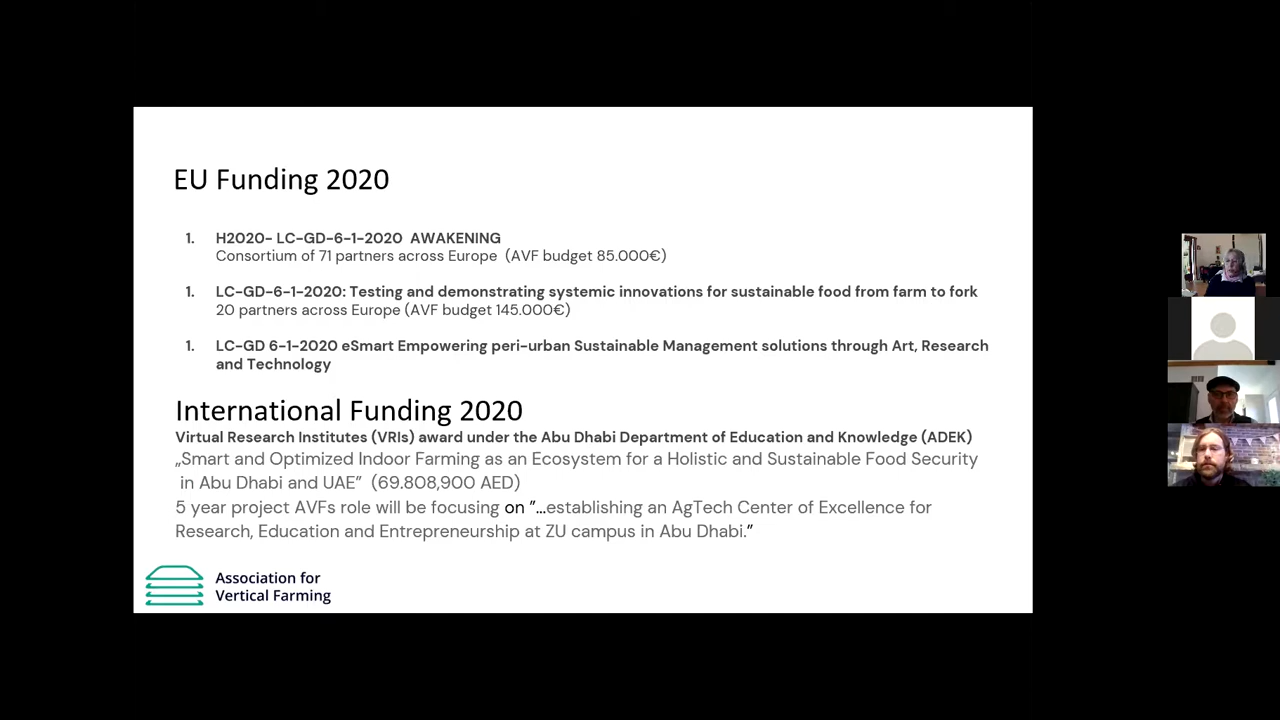 EU Funding 2020
1. H2020- LC-GD-6-1-2020 AWAKENING
Consortium of 71 partners across Europe (AVF budget 85.000€)
1. LC-GD-6-1-2020: Testing and demonstrating systemic innovations for sustainable food from farm to fork
20 partners across Europe (AVF budget 145.000€)
1. LC-GD 6-1-2020 eSmart Empowering peri-urban Sustainable Management solutions through Art, Research
and Technology
International Funding 2020
Virtual Research Institutes (VRIs) award under the Abu Dhabi Department of Education and Knowledge (ADEK)
„Smart and Optimized Indoor Farming as an Ecosystem for a Holistic and Sustainable Food Security
in Abu Dhabi and UAE” (69.808,900 AED)
5 year project AVFs role will be focusing on ”…establishing an AgTech Center of Excellence for
Research, Education and Entrepreneurship at ZU campus in Abu Dhabi.”
Association for
Vertical Farming